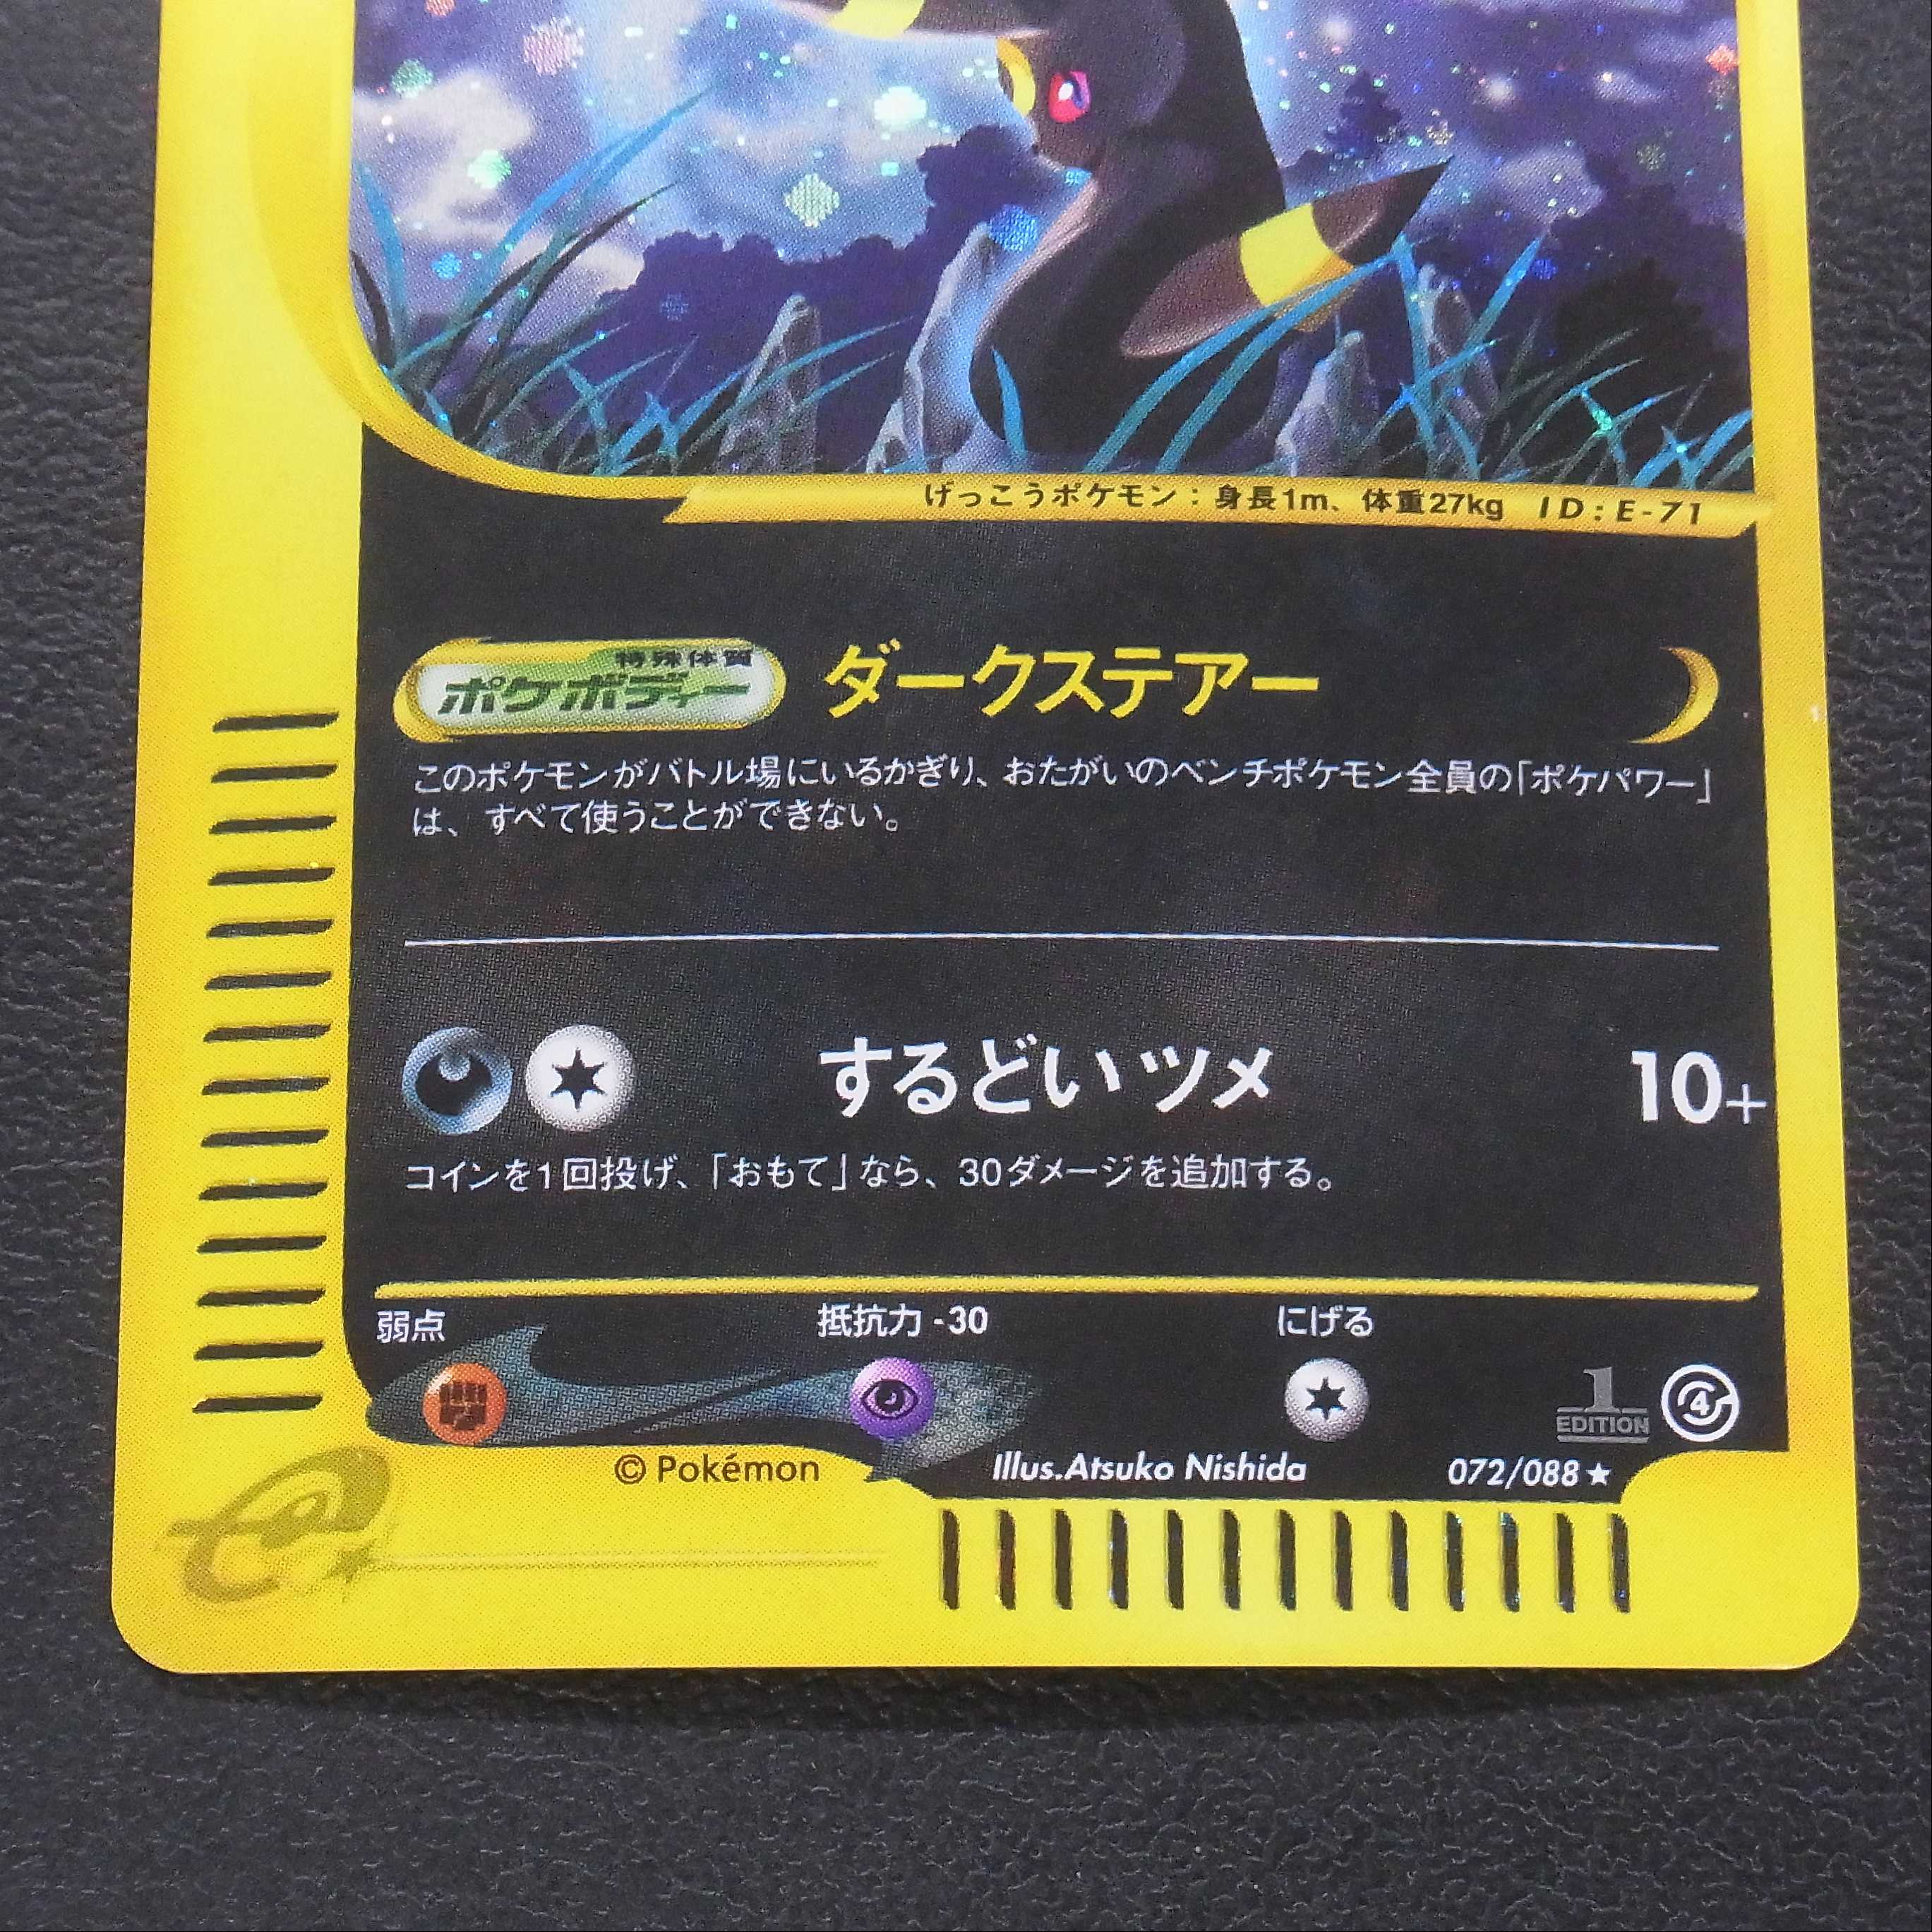 げっこうポケモン：身長1m、体重27kg ID:E-71
特殊体質
ポケボディー ダークステアー
このポケモンがバトル場にいるかぎり、おたがいのベンチポケモン全員の「ポケパワー」
は、すべて使うことができない。
するどいツメ 10+
コインを1回投げ、「おもて」なら、30ダメージを追加する。
弱点 抵抗力 -30 にげる
1 EDITION 4
© Pokémon Illus.Atsuko Nishida 072/088★
e